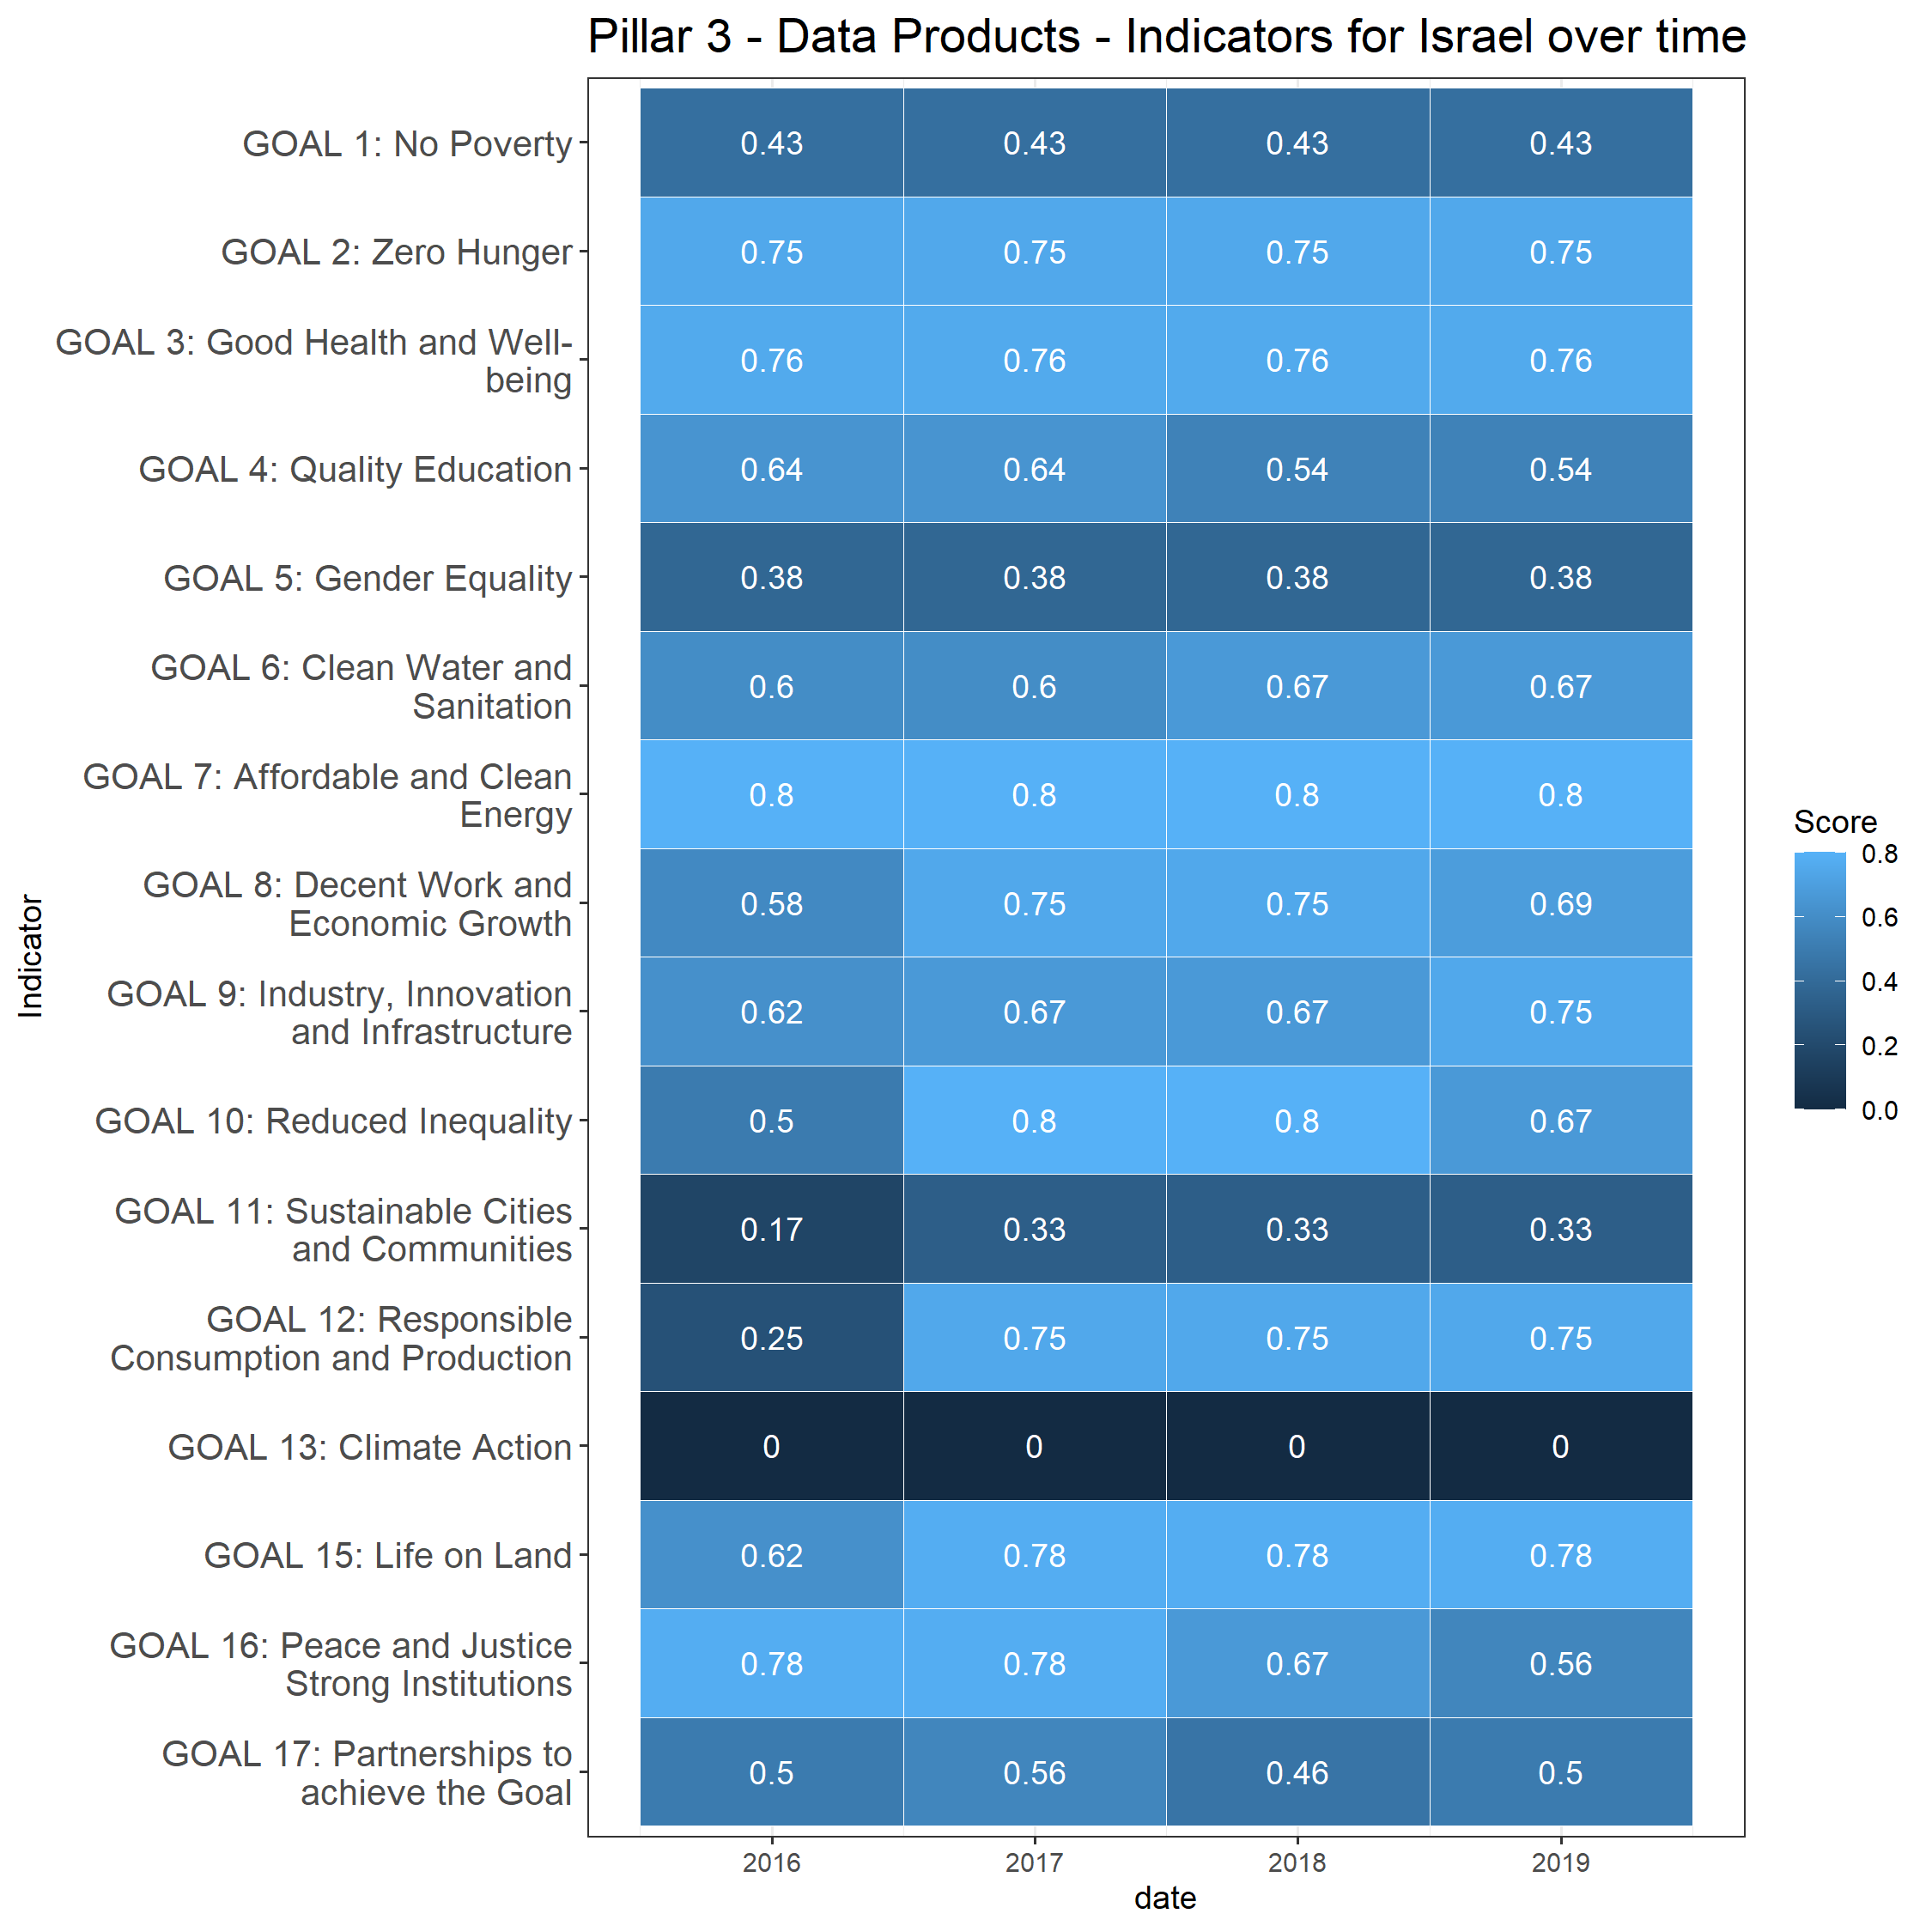 Pillar 3 - Data Products - Indicators for Israel over time
GOAL 1: No Poverty
0.43 0.43 0.43 0.43
GOAL 2: Zero Hunger
0.75 0.75 0.75 0.75
GOAL 3: Good Health and Well-
being
0.76 0.76 0.76 0.76
GOAL 4: Quality Education
0.64 0.64 0.54 0.54
GOAL 5: Gender Equality
0.38 0.38 0.38 0.38
GOAL 6: Clean Water and
Sanitation
0.6 0.6 0.67 0.67
GOAL 7: Affordable and Clean
Energy
0.8 0.8 0.8 0.8
GOAL 8: Decent Work and
Economic Growth
0.58 0.75 0.75 0.69
GOAL 9: Industry, Innovation
and Infrastructure
0.62 0.67 0.67 0.75
GOAL 10: Reduced Inequality
0.5 0.8 0.8 0.67
GOAL 11: Sustainable Cities
and Communities
0.17 0.33 0.33 0.33
GOAL 12: Responsible
Consumption and Production
0.25 0.75 0.75 0.75
GOAL 13: Climate Action
0 0 0 0
GOAL 15: Life on Land
0.62 0.78 0.78 0.78
GOAL 16: Peace and Justice
Strong Institutions
0.78 0.78 0.67 0.56
GOAL 17: Partnerships to
achieve the Goal
0.5 0.56 0.46 0.5
2016 2017 2018 2019
date
Indicator
Score
0.8
0.6
0.4
0.2
0.0